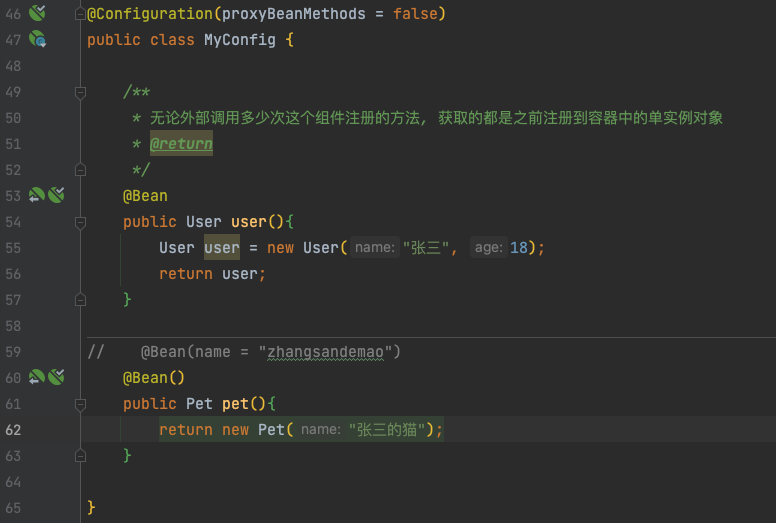 46 @Configuration(proxyBeanMethods = false)
47 public class MyConfig {
48
49 /**
50 * 无论外部调用多少次这个组件注册的方法, 获取的都是之前注册到容器中的单实例对象
51 * @return
52 */
53 @Bean
54 public User user(){
55 User user = new User( name: "张三", age: 18);
56 return user;
57 }
58
59 // @Bean(name = "zhangsandemao")
60 @Bean()
61 public Pet pet(){
62 return new Pet( name: "张三的猫");
63 }
64
65 }